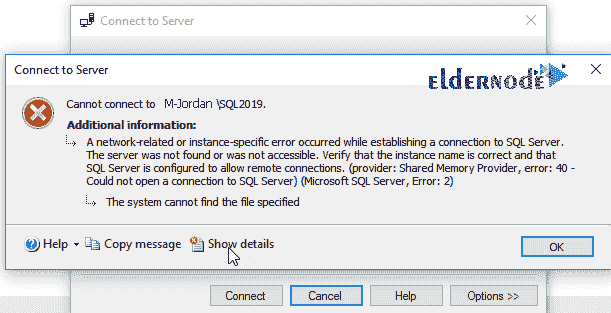 Connect to Server
Connect to Server
ELDERNODE
Cannot connect to M-Jordan \SQL2019.
Additional information:
A network-related or instance-specific error occurred while establishing a connection to SQL Server.
The server was not found or was not accessible. Verify that the instance name is correct and that
SQL Server is configured to allow remote connections. (provider: Shared Memory Provider, error: 40 -
Could not open a connection to SQL Server) (Microsoft SQL Server, Error: 2)
The system cannot find the file specified
Help Copy message Show details OK
Connect Cancel Help Options >>